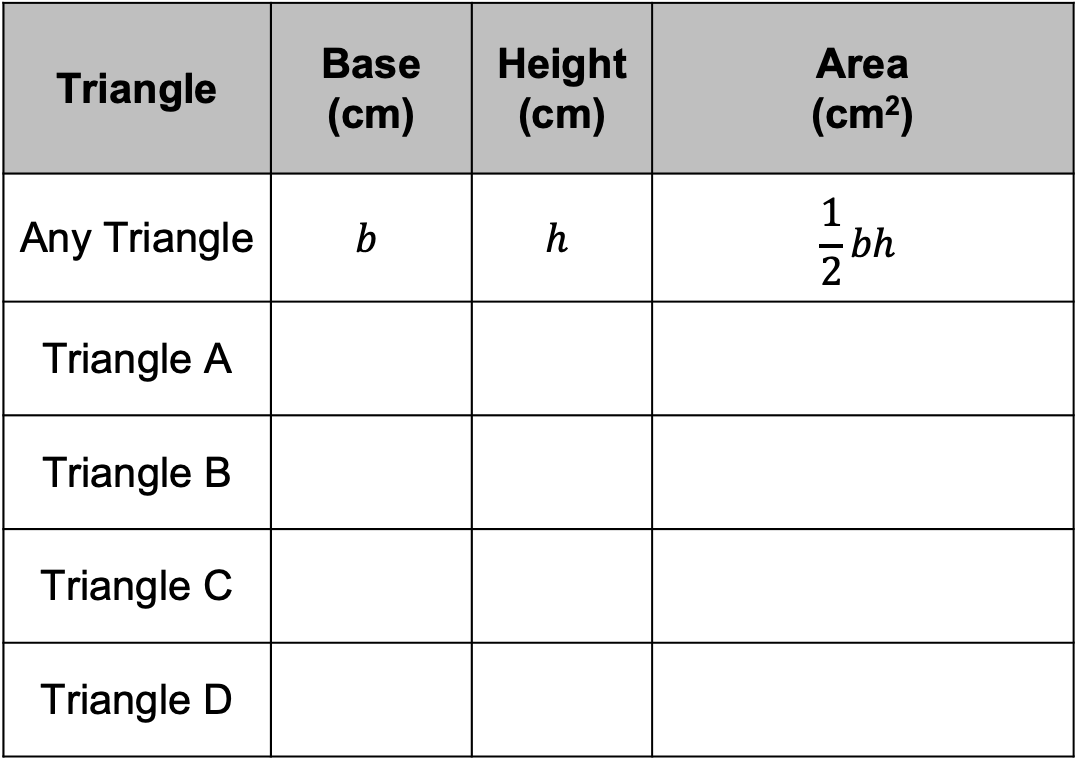 Triangle Base (cm) Height (cm) Area (cm²)
Any Triangle b h 1/2 bh
Triangle A
Triangle B
Triangle C
Triangle D